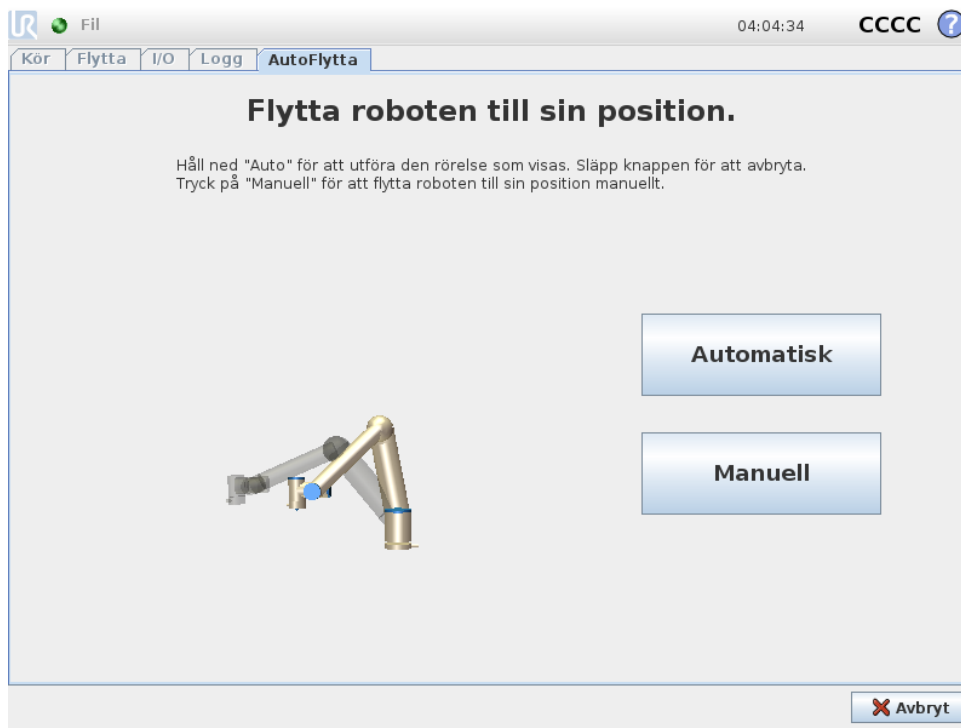 UR Fil 04:04:34 CCCC ?
Kör Flytta I/O Logg AutoFlytta
Flytta roboten till sin position.
Håll ned "Auto" för att utföra den rörelse som visas. Släpp knappen för att avbryta.
Tryck på "Manuell" för att flytta roboten till sin position manuellt.
Automatisk
Manuell
Avbryt